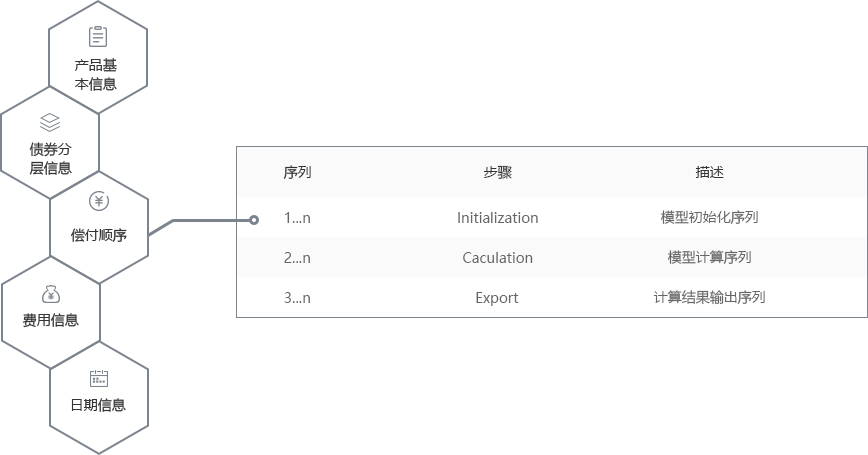 产品基
本信息
债券分
层信息
偿付顺序
费用信息
日期信息
序列 步骤 描述
1...n Initialization 模型初始化序列
2...n Caculation 模型计算序列
3...n Export 计算结果输出序列